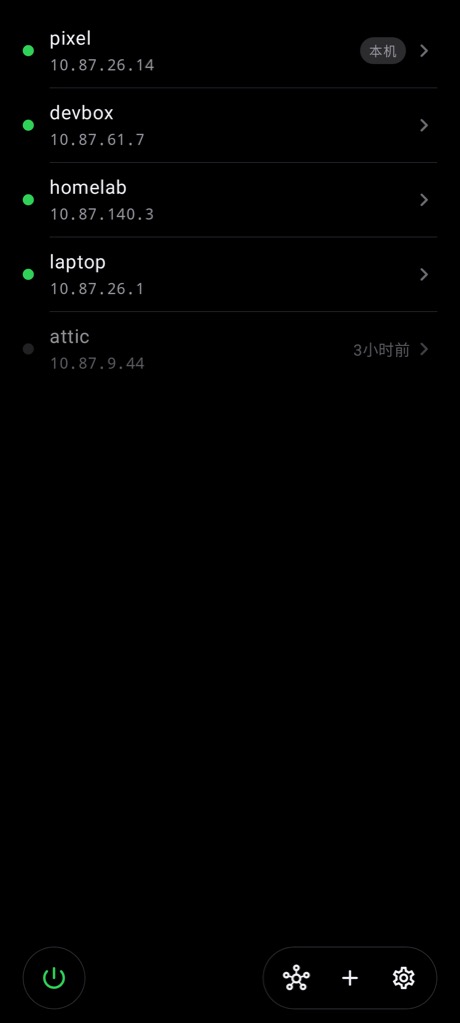 pixel
10.87.26.14
本机
devbox
10.87.61.7
homelab
10.87.140.3
laptop
10.87.26.1
attic
10.87.9.44
3小时前